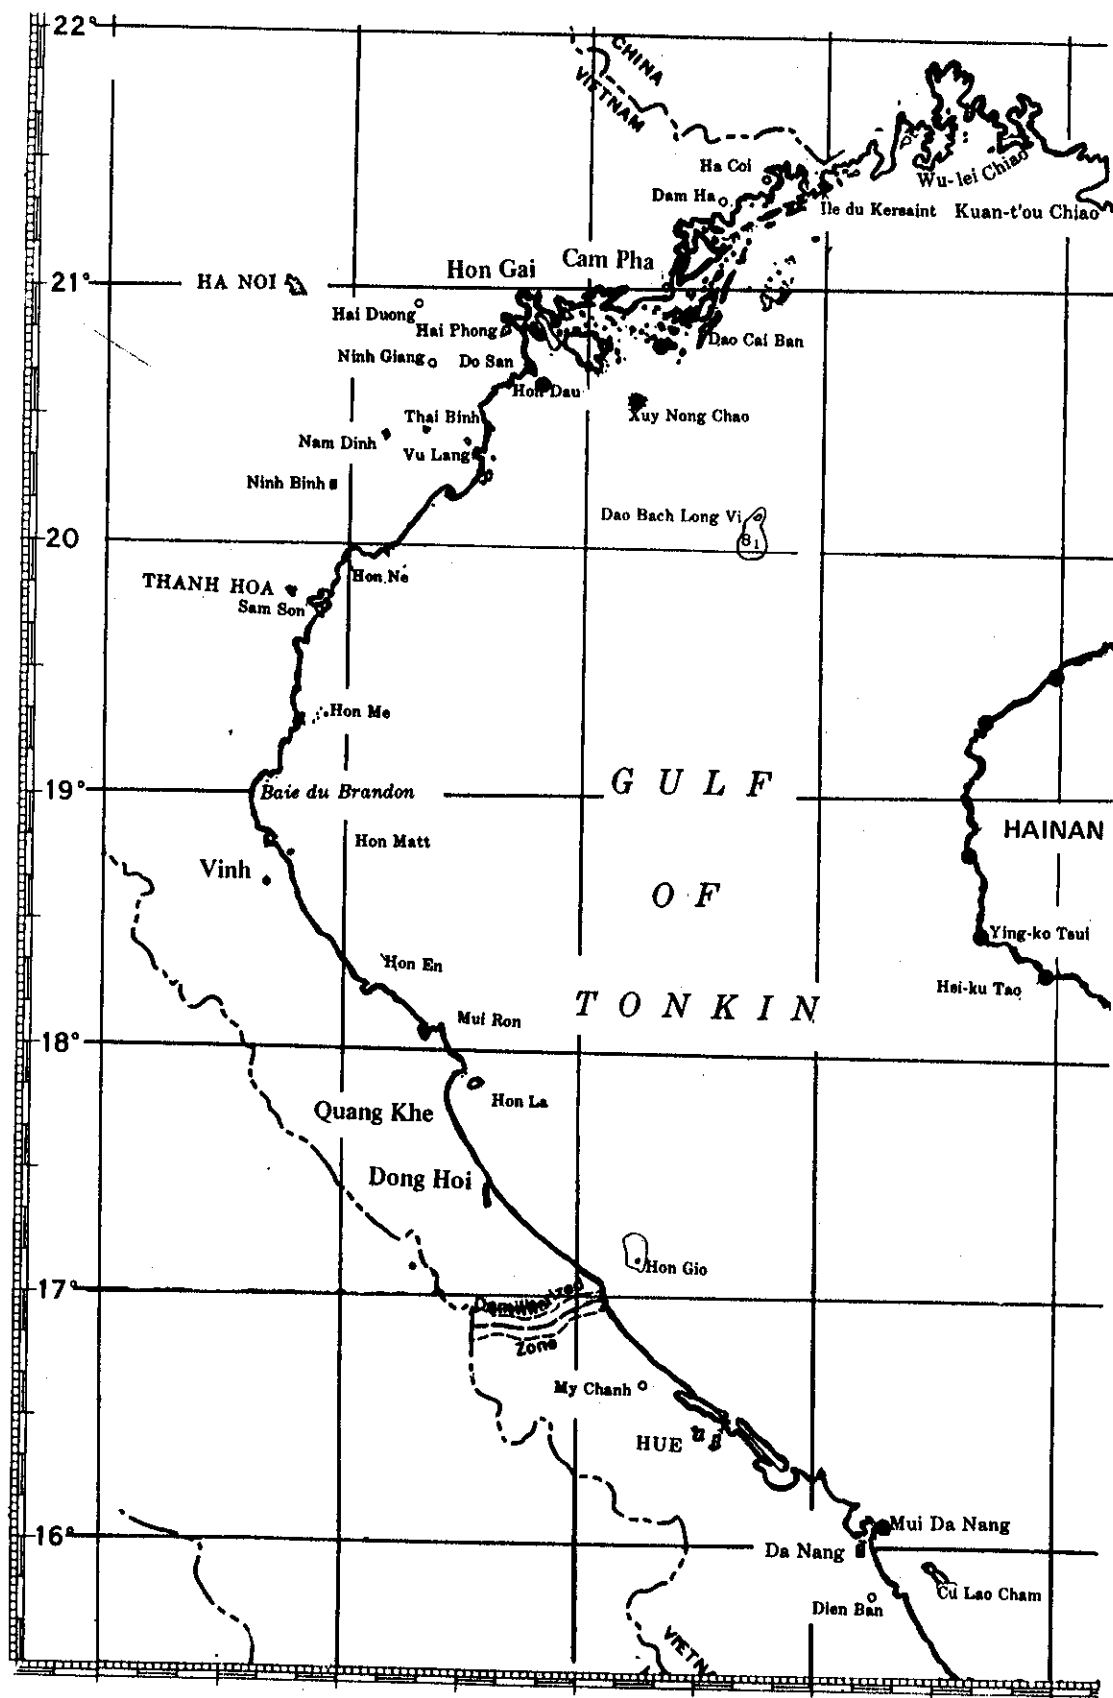 22°
CHINA
VIETNAM
Ha Coi
Wu-lei Chiao
Dam Ha
Ile du Kersaint
Kuan-t'ou Chiao
Cam Pha
Hon Gai
21°
HA NOI
Hai Duong
Hai Phong
Dao Cai Ban
Ninh Giang
Do San
Hon Dau
Xuy Nong Chao
Thai Binh
Nam Dinh
Vu Lang
Ninh Binh
Dao Bach Long Vi
20
Hon Ne
THANH HOA
Sam Son
Hon Me
GULF
19°
Baie du Brandon
HAINAN
Hon Matt
Vinh
OF
Ying-ko Tsui
Hon En
Hsi-ku Tao
TONKIN
Mui Ron
18°
Hon La
Quang Khe
Dong Hoi
Hon Gio
17°
Demilitarized
Zone
My Chanh
HUE
Mui Da Nang
16°
Da Nang
Cu Lao Cham
Dien Ban
VIETN